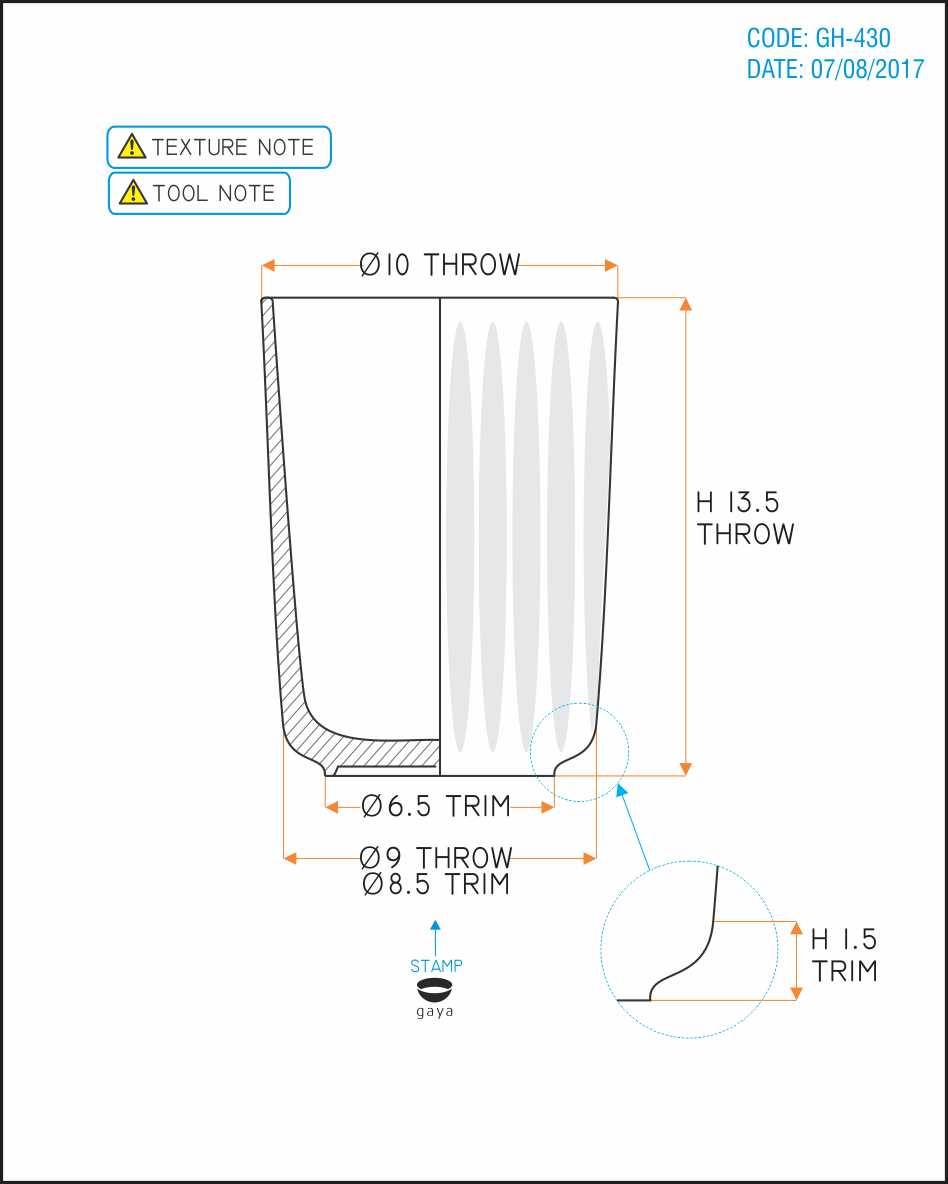 CODE: GH-430
DATE: 07/08/2017
TEXTURE NOTE
TOOL NOTE
Ø10 THROW
H 13.5
THROW
Ø6.5 TRIM
Ø9 THROW
Ø8.5 TRIM
H 1.5
TRIM
STAMP
gaya